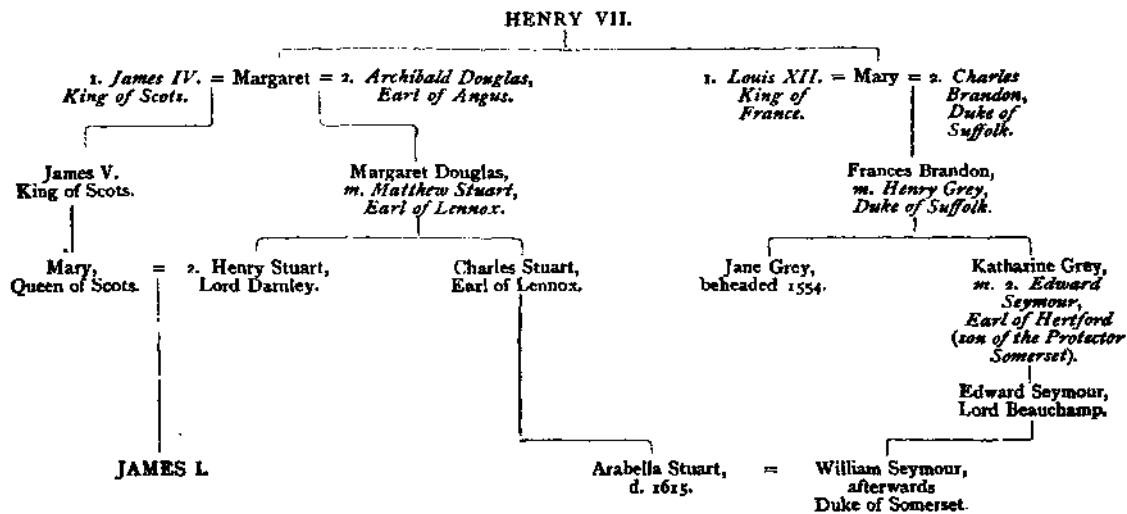 HENRY VII.
1. James IV. = Margaret = 2. Archibald Douglas,
King of Scots.
Earl of Angus.
1. Louis XII. = Mary = 2. Charles
King of
France.
Brandon,
Duke of
Suffolk.
James V.
King of Scots.
Margaret Douglas,
m. Matthew Stuart,
Earl of Lennox.
Frances Brandon,
m. Henry Grey,
Duke of Suffolk.
Mary,
Queen of Scots.
=
2. Henry Stuart,
Lord Darnley.
Charles Stuart,
Earl of Lennox.
Jane Grey,
beheaded 1554.
Katharine Grey,
m. 2. Edward
Seymour,
Earl of Hertford
(son of the Protector
Somerset).
Edward Seymour,
Lord Beauchamp.
JAMES I.
Arabella Stuart,
d. 1615.
=
William Seymour,
afterwards
Duke of Somerset.